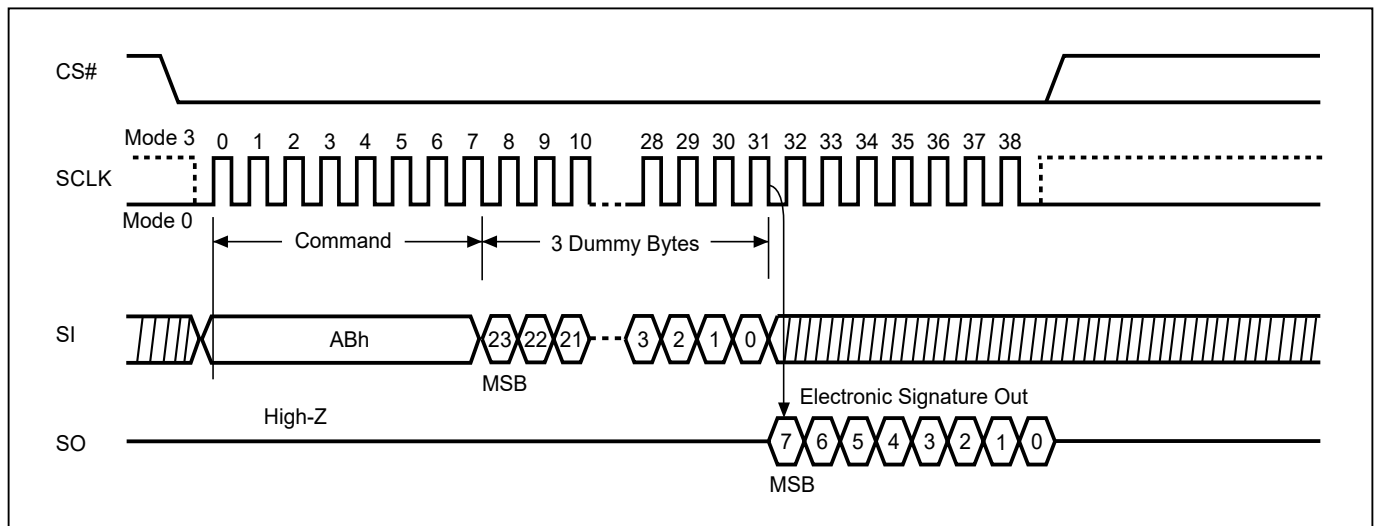 CS#
Mode 3
0 1 2 3 4 5 6 7 8 9 10 28 29 30 31 32 33 34 35 36 37 38
SCLK
Mode 0
Command
3 Dummy Bytes
SI
ABh
23 22 21 3 2 1 0
MSB
Electronic Signature Out
High-Z
SO
7 6 5 4 3 2 1 0
MSB